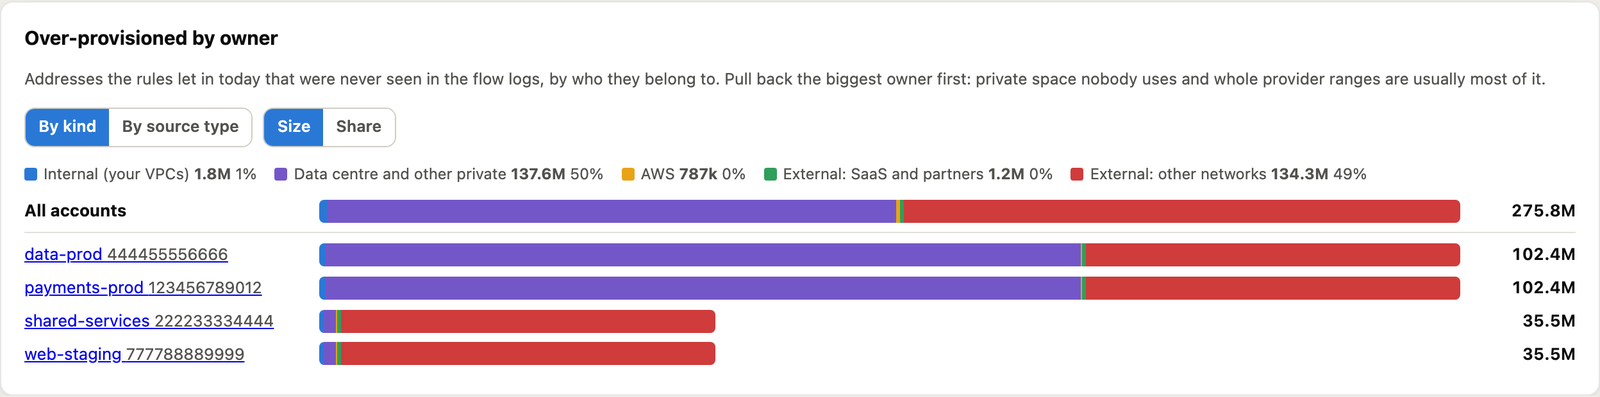 Over-provisioned by owner
Addresses the rules let in today that were never seen in the flow logs, by who they belong to. Pull back the biggest owner first: private space nobody uses and whole provider ranges are usually most of it.
By kind By source type Size Share
Internal (your VPCs) 1.8M 1% Data centre and other private 137.6M 50% AWS 787k 0% External: SaaS and partners 1.2M 0% External: other networks 134.3M 49%
All accounts 275.8M
data-prod 444455556666 102.4M
payments-prod 123456789012 102.4M
shared-services 222233334444 35.5M
web-staging 777788889999 35.5M